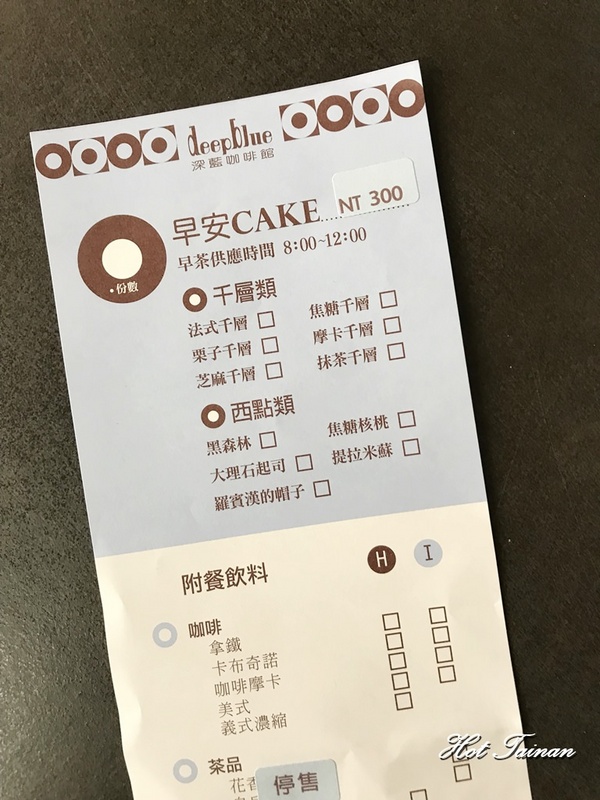 deepblue
深藍咖啡館
早安CAKE NT 300
早茶供應時間 8:00~12:00
•份數
千層類
法式千層 焦糖千層
栗子千層 摩卡千層
芝麻千層 抹茶千層
西點類
黑森林 焦糖核桃
大理石起司 提拉米蘇
羅賓漢的帽子
附餐飲料 H I
咖啡
拿鐵
卡布奇諾
咖啡摩卡
美式
義式濃縮
茶品
花香
停售
Hot Tainan